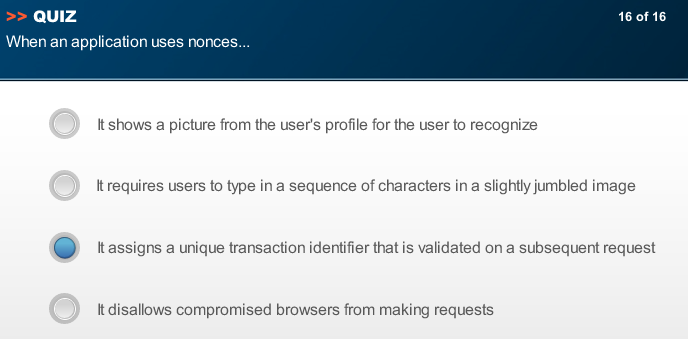 >> QUIZ
16 of 16
When an application uses nonces...
It shows a picture from the user's profile for the user to recognize
It requires users to type in a sequence of characters in a slightly jumbled image
It assigns a unique transaction identifier that is validated on a subsequent request
It disallows compromised browsers from making requests